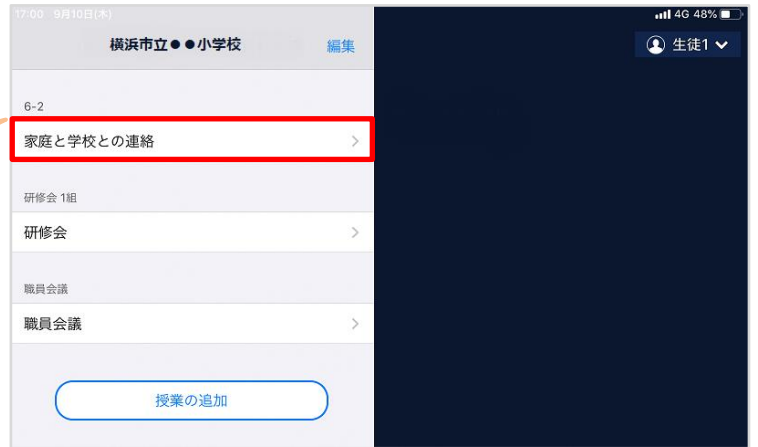 17:00 9月10日(木)
4G 48%
横浜市立●●小学校
編集
生徒1
6-2
家庭と学校との連絡
研修会 1組
研修会
職員会議
職員会議
授業の追加